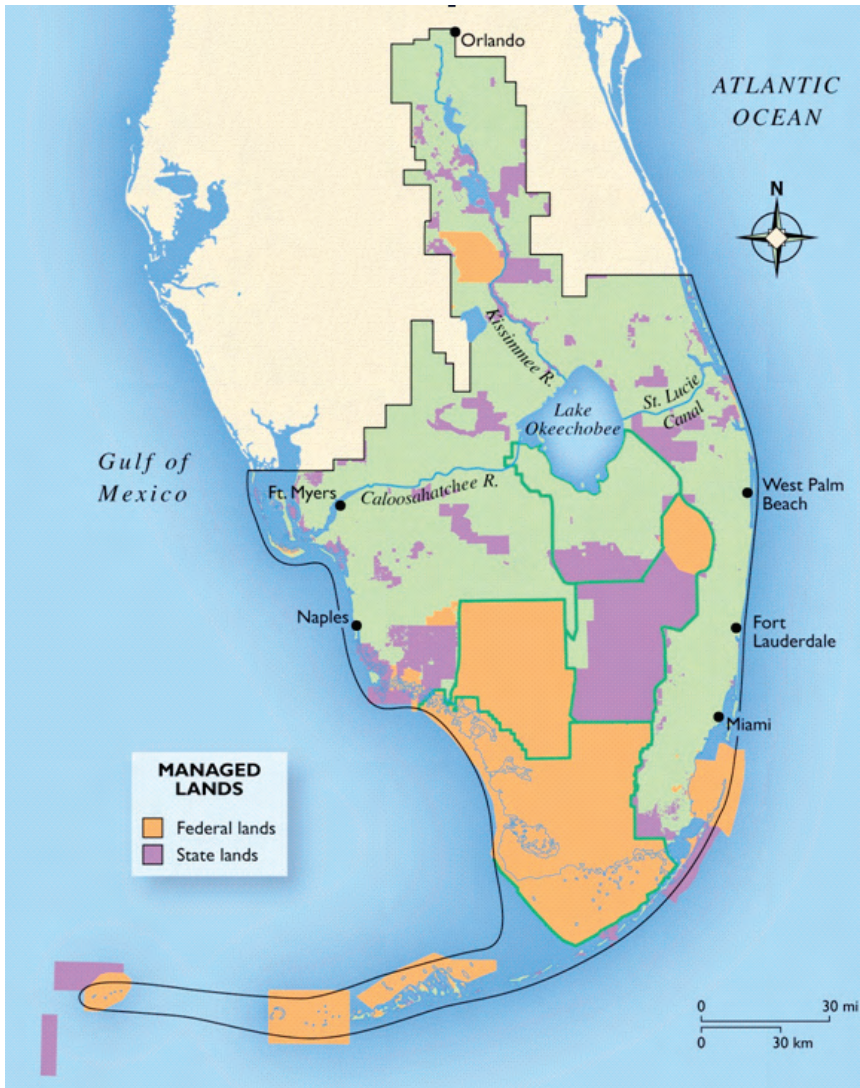 Orlando
ATLANTIC
OCEAN
N
Kissimmee R.
Lake
Okeechobee
St. Lucie
Canal
Gulf of
Mexico
Ft. Myers
Caloosahatchee R.
West Palm
Beach
Naples
Fort
Lauderdale
Miami
MANAGED
LANDS
Federal lands
State lands
0 30 mi
0 30 km